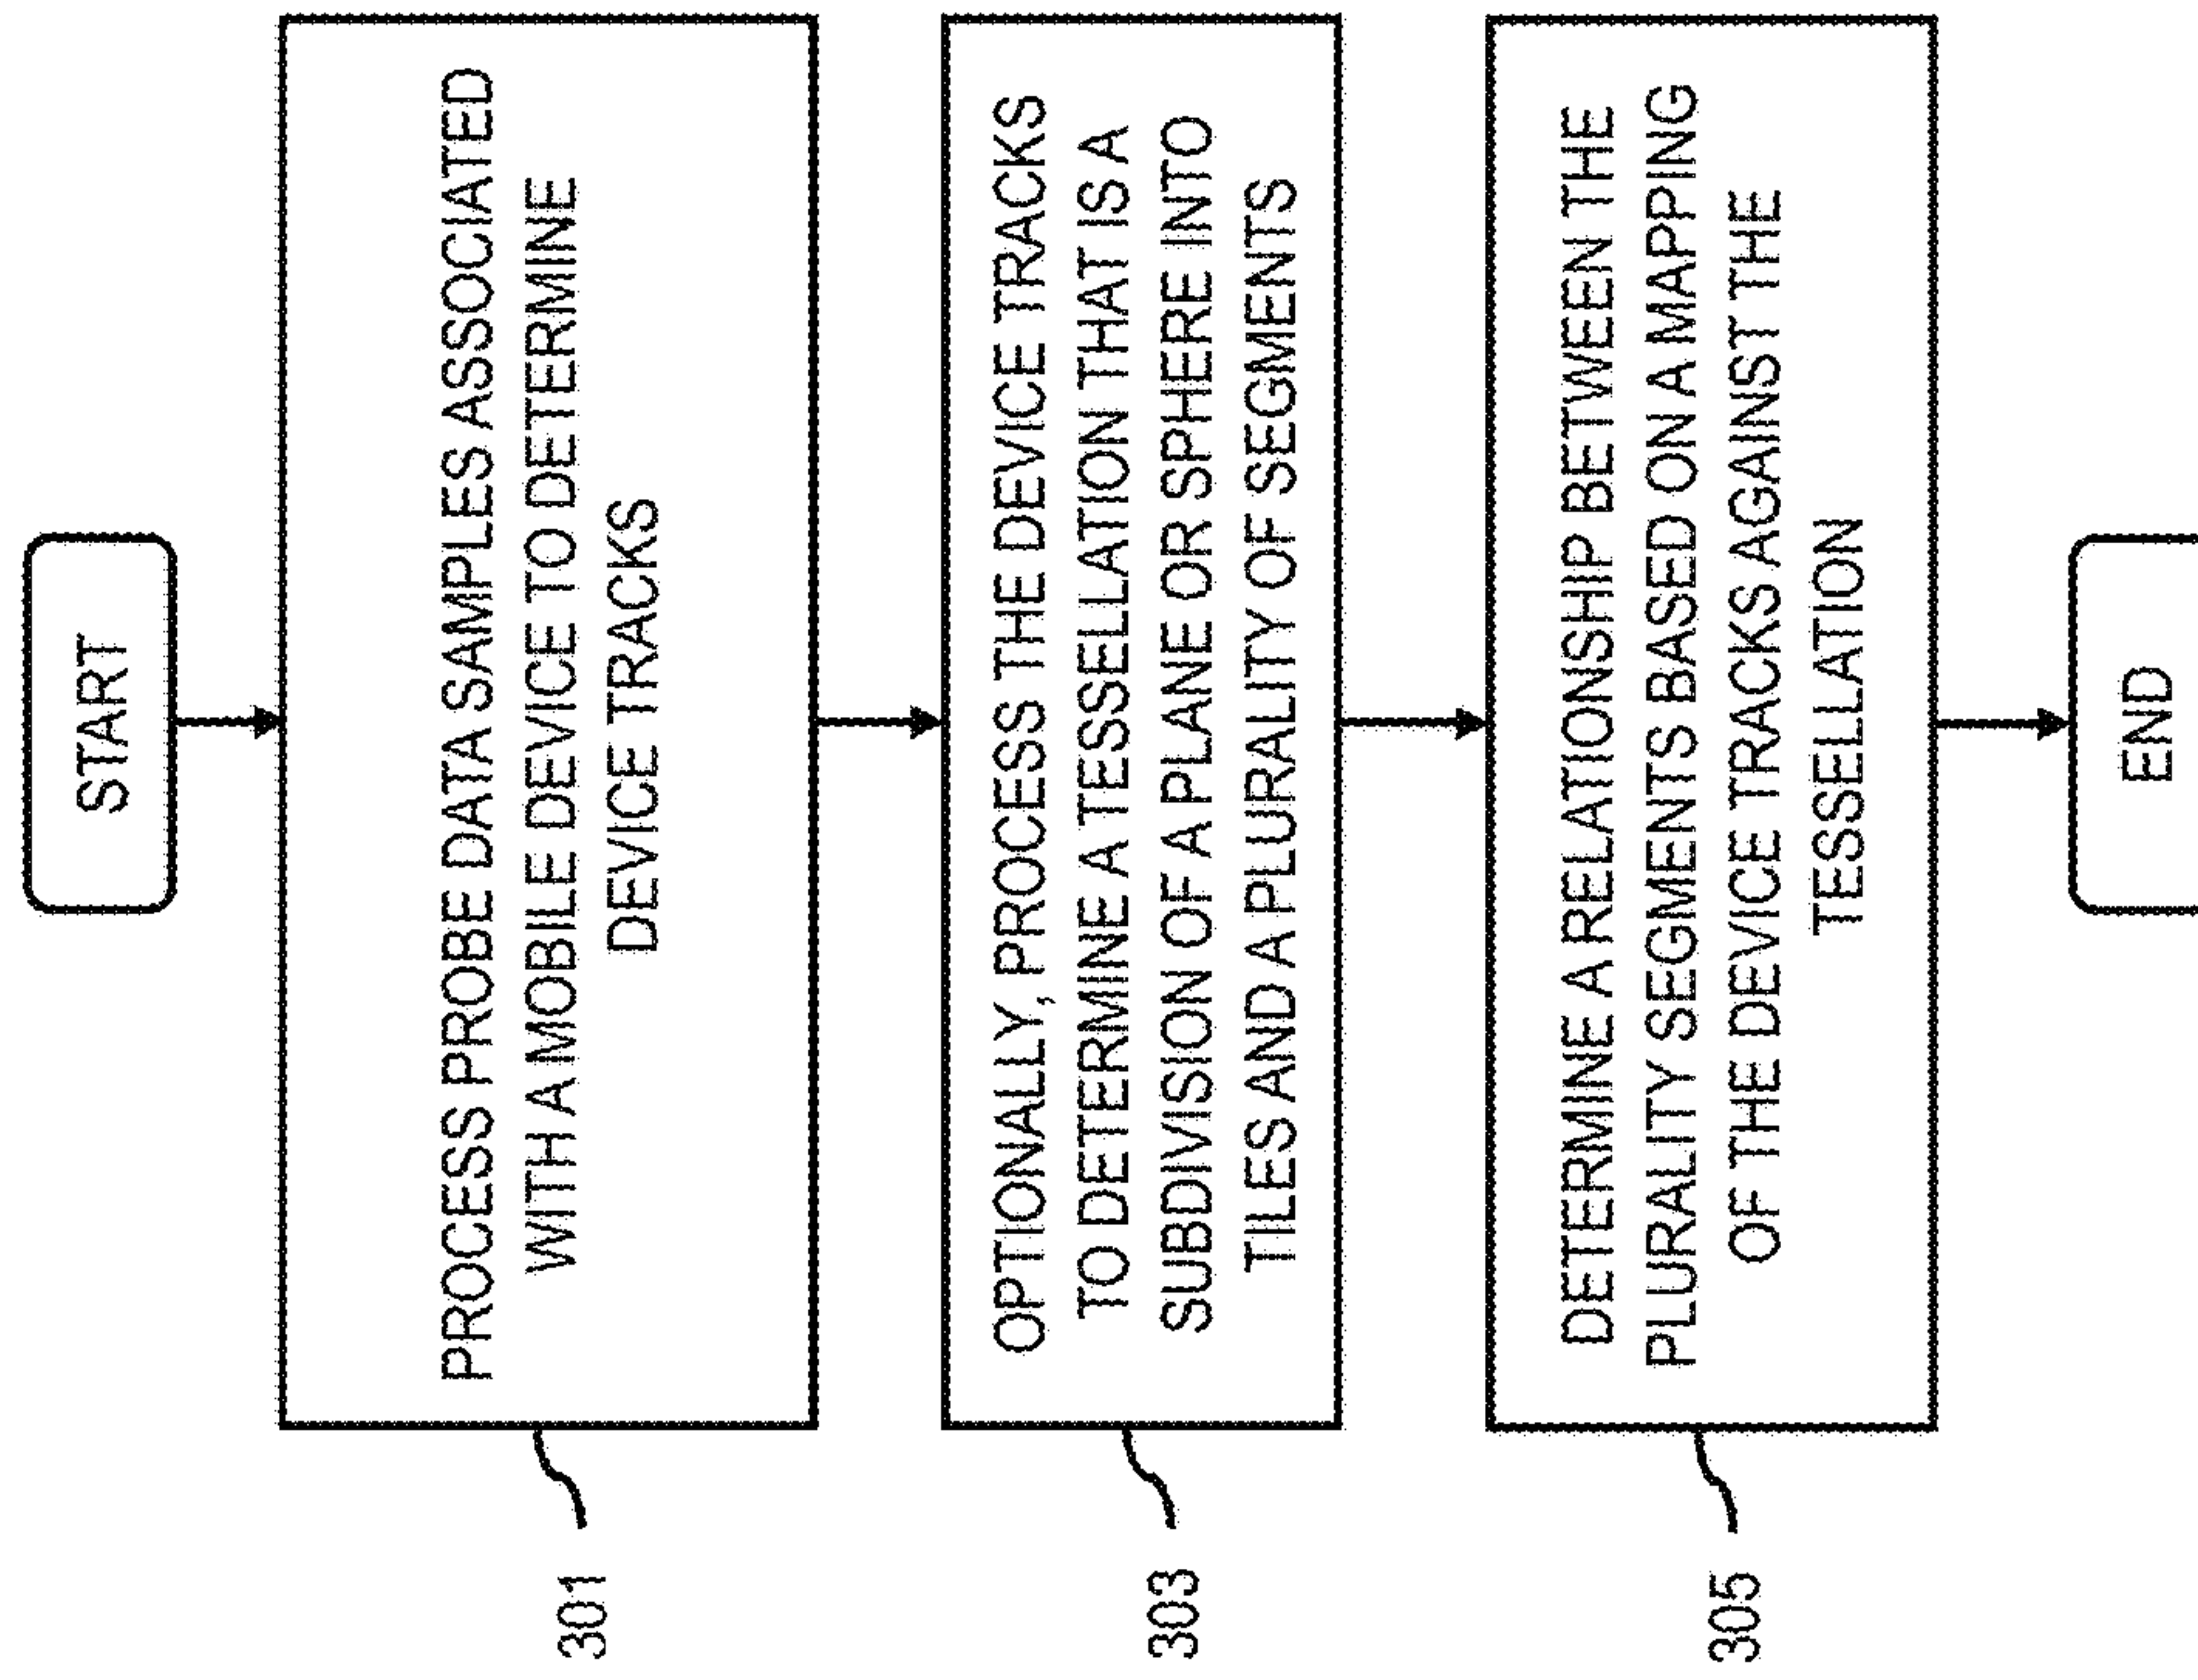 START
PROCESS PROBE DATA SAMPLES ASSOCIATED
WITH A MOBILE DEVICE TO DETERMINE
DEVICE TRACKS
301
OPTIONALLY, PROCESS THE DEVICE TRACKS
TO DETERMINE A TESSELLATION THAT IS A
SUBDIVISION OF A PLANE OR SPHERE INTO
TILES AND A PLURALITY OF SEGMENTS
303
DETERMINE A RELATIONSHIP BETWEEN THE
PLURALITY SEGMENTS BASED ON A MAPPING
OF THE DEVICE TRACKS AGAINST THE
TESSELLATION
305
END